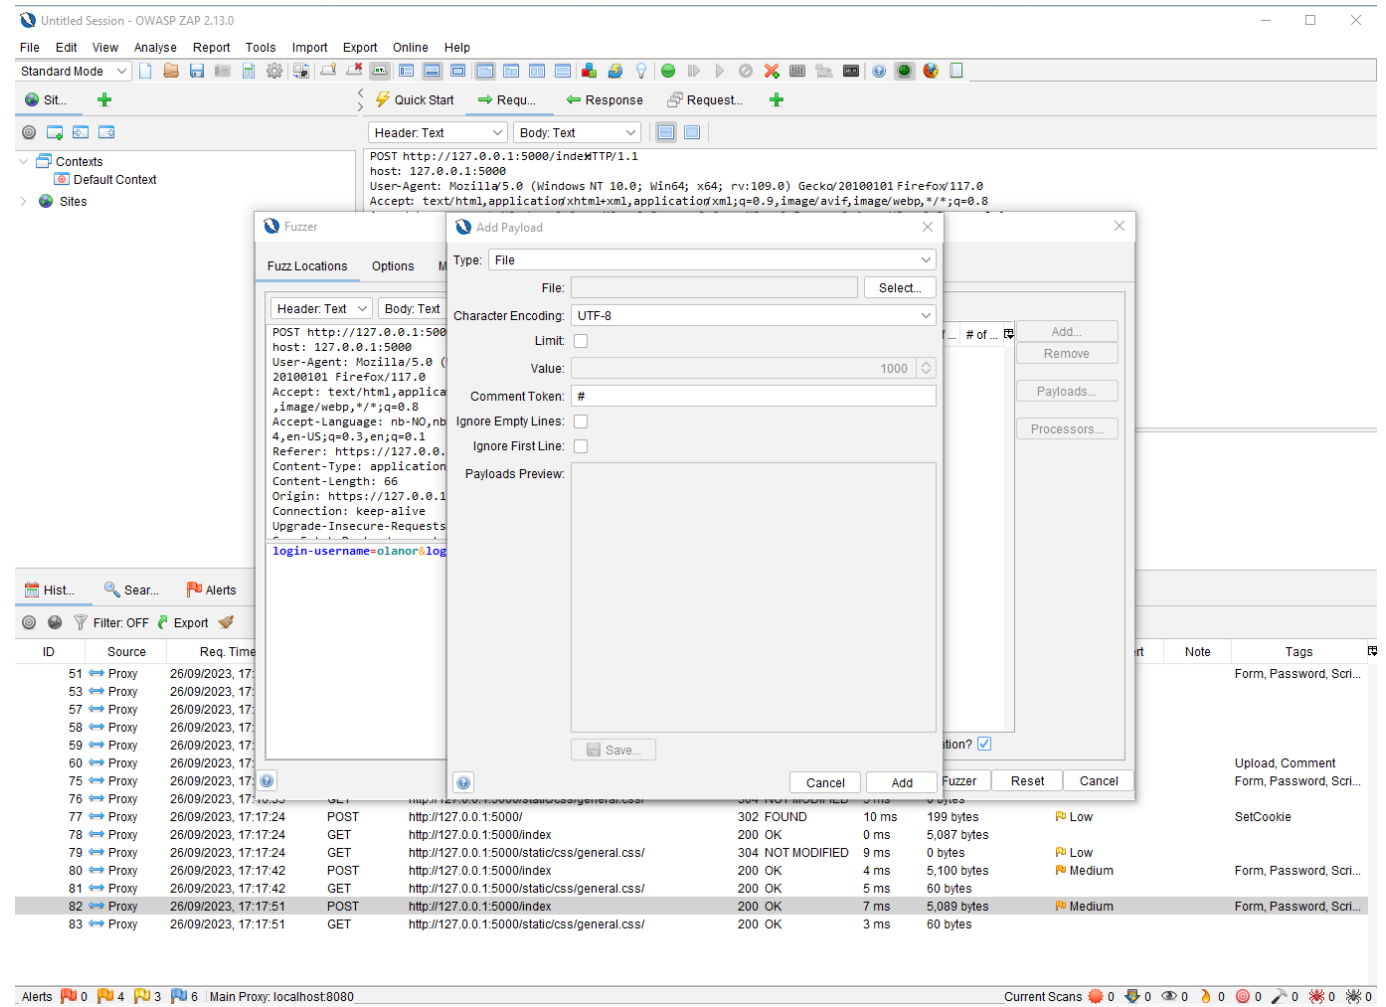 Untitled Session - OWASP ZAP 2.13.0
File Edit View Analyse Report Tools Import Export Online Help
Standard Mode
Sit... Quick Start Requ... Response Request...
Header: Text Body: Text
Contexts
Default Context
Sites
POST http://127.0.0.1:5000/index HTTP/1.1
host: 127.0.0.1:5000
User-Agent: Mozilla/5.0 (Windows NT 10.0; Win64; x64; rv:109.0) Gecko/20100101 Firefox/117.0
Accept: text/html,application/xhtml+xml,application/xml;q=0.9,image/avif,image/webp,*/*;q=0.8
Fuzzer
Fuzz Locations Options M
Header: Text Body: Text
POST http://127.0.0.1:500
host: 127.0.0.1:5000
User-Agent: Mozilla/5.0 (
20100101 Firefox/117.0
Accept: text/html,applica
,image/webp,*/*;q=0.8
Accept-Language: nb-NO,nb
4,en-US;q=0.3,en;q=0.1
Referer: https://127.0.0.
Content-Type: application
Content-Length: 66
Origin: https://127.0.0.1
Connection: keep-alive
Upgrade-Insecure-Requests
login-username=olanor&log
# of ...
Add...
Remove
Payloads...
Processors...
ation?
Fuzzer Reset Cancel
Add Payload
Type: File
File: Select...
Character Encoding: UTF-8
Limit:
Value: 1000
Comment Token: #
Ignore Empty Lines:
Ignore First Line:
Payloads Preview:
Save...
Cancel Add
Hist... Sear... Alerts
Filter: OFF Export
ID Source Req. Time rt Note Tags
51 Proxy 26/09/2023, 17: Form, Password, Scri...
53 Proxy 26/09/2023, 17:
57 Proxy 26/09/2023, 17:
58 Proxy 26/09/2023, 17:
59 Proxy 26/09/2023, 17:
60 Proxy 26/09/2023, 17: Upload, Comment
75 Proxy 26/09/2023, 17: Form, Password, Scri...
76 Proxy 26/09/2023, 17:16:53 GET http://127.0.0.1:5000/static/css/general.css/ 304 NOT MODIFIED 5 ms 0 bytes
77 Proxy 26/09/2023, 17:17:24 POST http://127.0.0.1:5000/ 302 FOUND 10 ms 199 bytes Low SetCookie
78 Proxy 26/09/2023, 17:17:24 GET http://127.0.0.1:5000/index 200 OK 0 ms 5,087 bytes
79 Proxy 26/09/2023, 17:17:24 GET http://127.0.0.1:5000/static/css/general.css/ 304 NOT MODIFIED 9 ms 0 bytes Low
80 Proxy 26/09/2023, 17:17:42 POST http://127.0.0.1:5000/index 200 OK 4 ms 5,100 bytes Medium Form, Password, Scri...
81 Proxy 26/09/2023, 17:17:42 GET http://127.0.0.1:5000/static/css/general.css/ 200 OK 5 ms 60 bytes
82 Proxy 26/09/2023, 17:17:51 POST http://127.0.0.1:5000/index 200 OK 7 ms 5,089 bytes Medium Form, Password, Scri...
83 Proxy 26/09/2023, 17:17:51 GET http://127.0.0.1:5000/static/css/general.css/ 200 OK 3 ms 60 bytes
Alerts 0 4 3 6 Main Proxy: localhost:8080 Current Scans 0 0 0 0 0 0 0 0